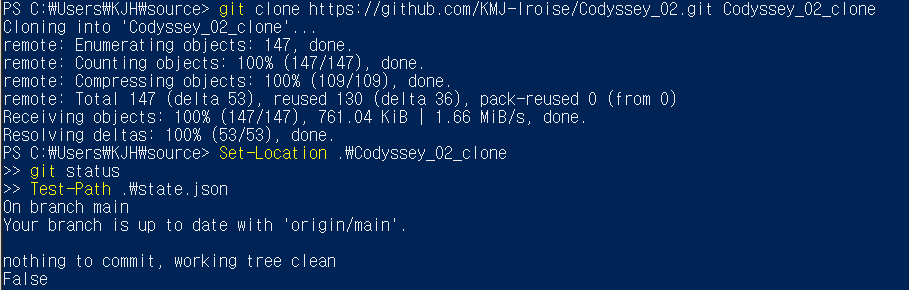 PS C:₩Users₩KJH₩source> git clone https://github.com/KMJ-Iroise/Codyssey_02.git Codyssey_02_clone
Cloning into 'Codyssey_02_clone'...
remote: Enumerating objects: 147, done.
remote: Counting objects: 100% (147/147), done.
remote: Compressing objects: 100% (109/109), done.
remote: Total 147 (delta 53), reused 130 (delta 36), pack-reused 0 (from 0)
Receiving objects: 100% (147/147), 761.04 KiB | 1.66 MiB/s, done.
Resolving deltas: 100% (53/53), done.
PS C:₩Users₩KJH₩source> Set-Location .₩Codyssey_02_clone
>> git status
>> Test-Path .₩state.json
On branch main
Your branch is up to date with 'origin/main'.
nothing to commit, working tree clean
False